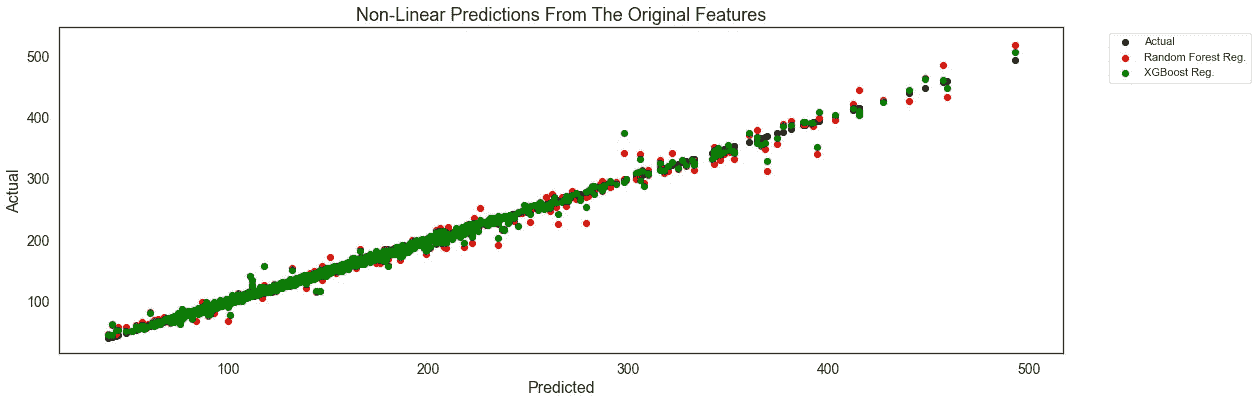 Non-Linear Predictions From The Original Features
Actual
Random Forest Reg.
XGBoost Reg.
500
400
300
200
100
Actual
100 200 300 400 500
Predicted